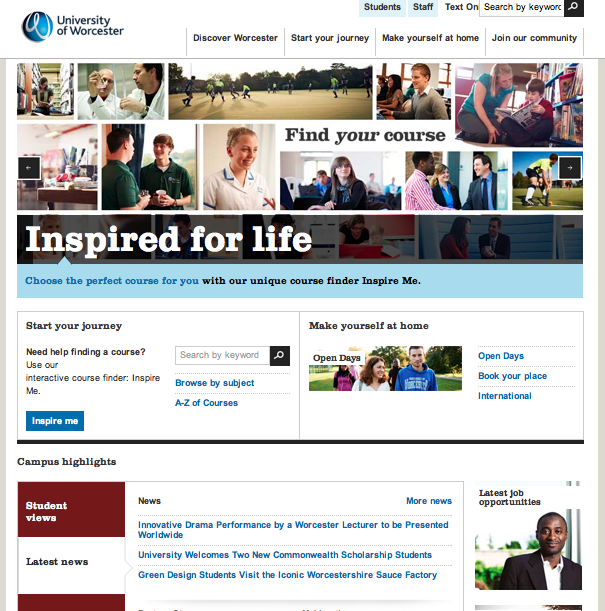 University
of Worcester
Students
Staff
Text On
Search by keyword
Discover Worcester
Start your journey
Make yourself at home
Join our community
Find your course
Inspired for life
Choose the perfect course for you with our unique course finder Inspire Me.
Start your journey
Need help finding a course?
Use our
interactive course finder: Inspire
Me.
Inspire me
Search by keyword
Browse by subject
A-Z of Courses
Make yourself at home
Open Days
Open Days
Book your place
International
Campus highlights
Student
views
Latest news
News
More news
Innovative Drama Performance by a Worcester Lecturer to be Presented
Worldwide
University Welcomes Two New Commonwealth Scholarship Students
Green Design Students Visit the Iconic Worcestershire Sauce Factory
Latest job
opportunities